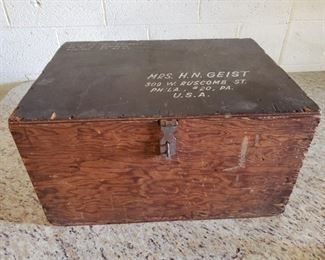 MRS. H.N. GEIST
309 W. RUSCOMB ST.
PHILA., #20, PA.
U.S.A.